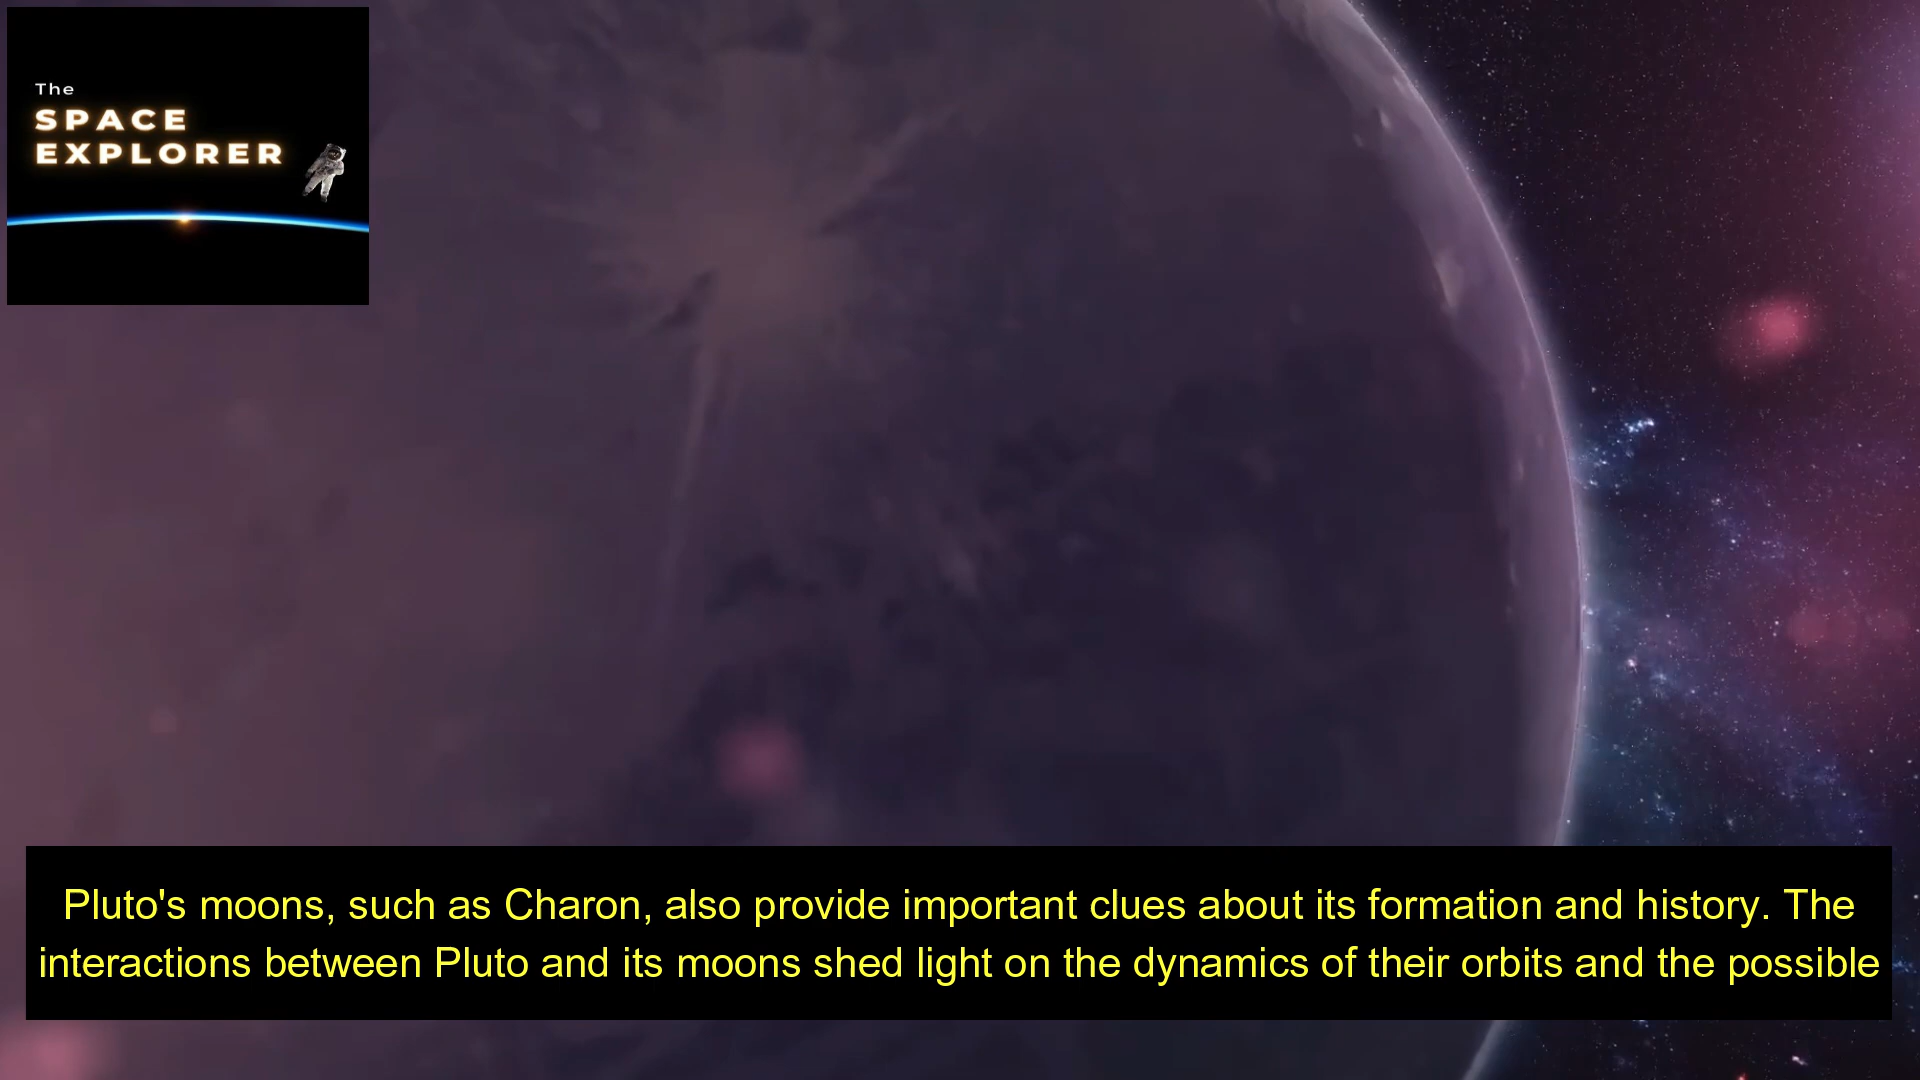 The
SPACE
EXPLORER
Pluto's moons, such as Charon, also provide important clues about its formation and history. The
interactions between Pluto and its moons shed light on the dynamics of their orbits and the possible